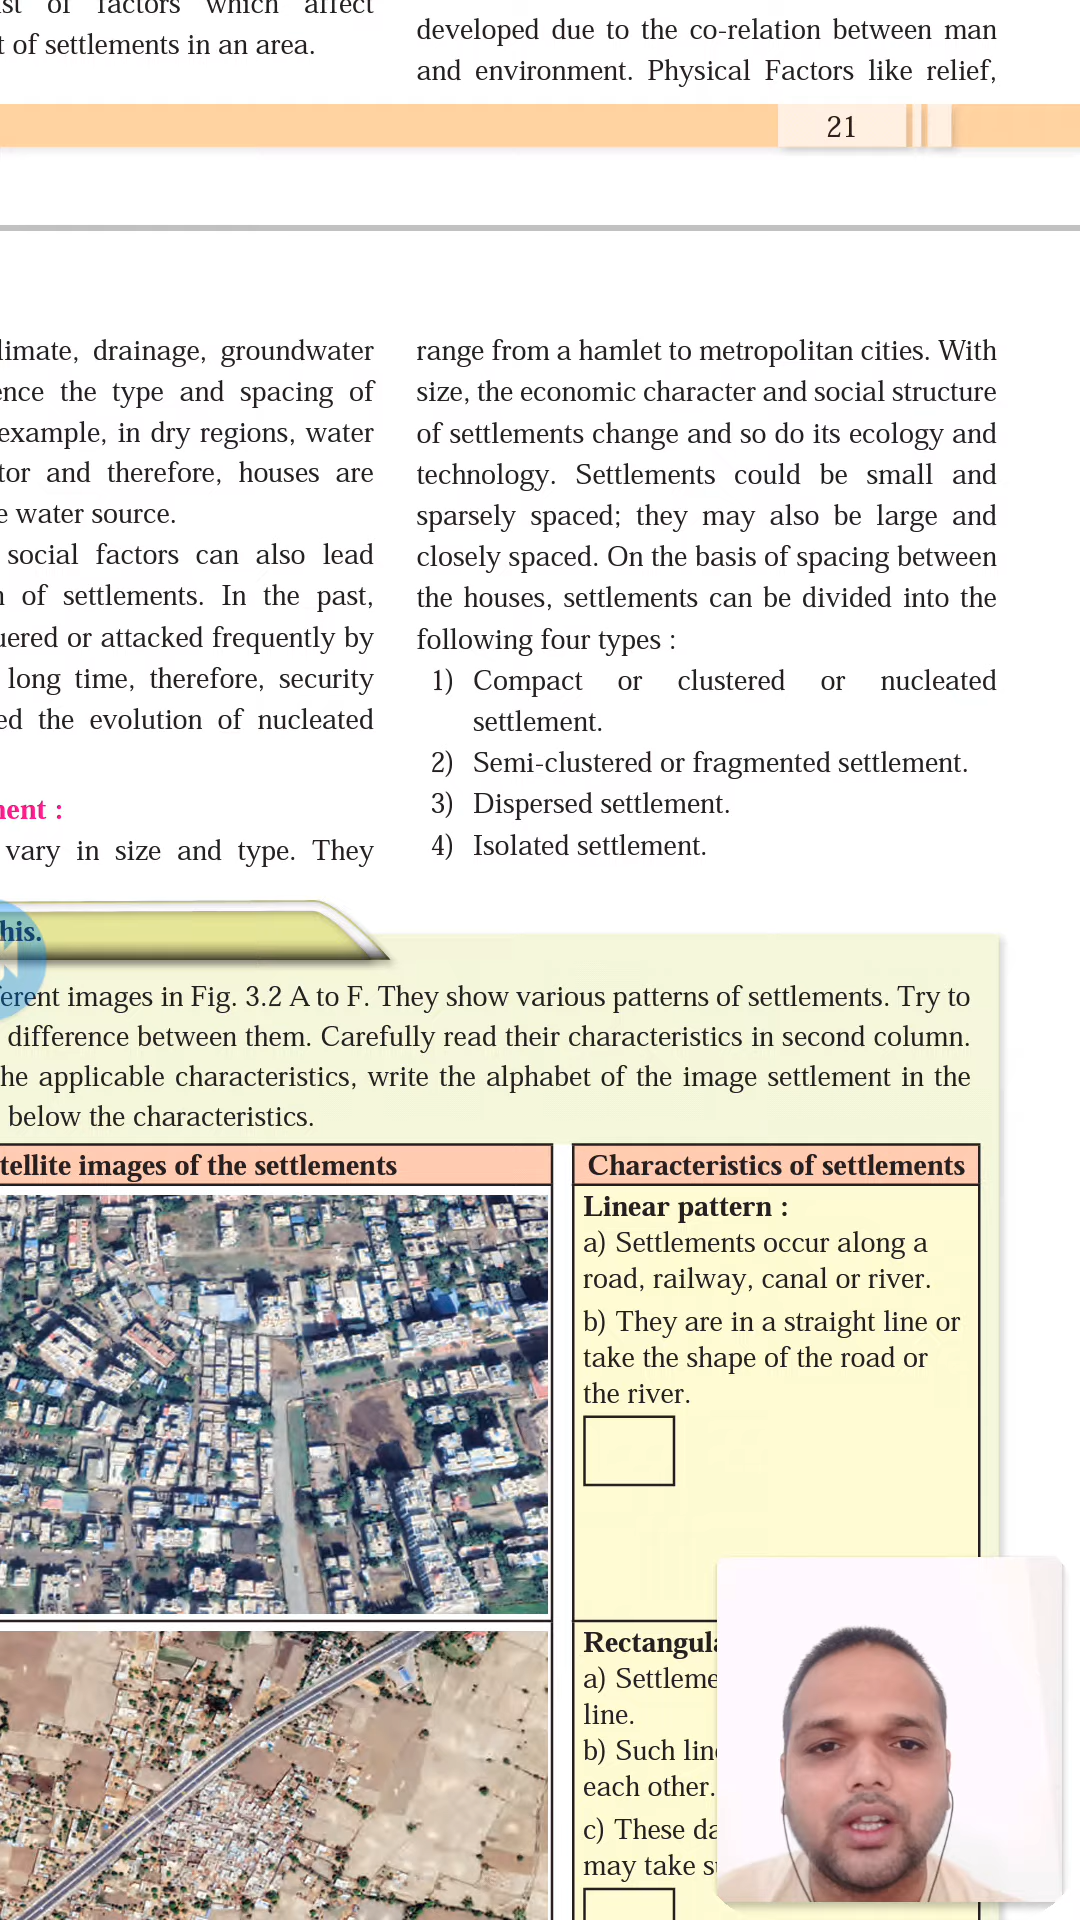 of factors which affect
of settlements in an area.
developed due to the co-relation between man
and environment. Physical Factors like relief,
21
drainage, groundwater
the type and spacing of
example, in dry regions, water
and therefore, houses are
water source.
social factors can also lead
of settlements. In the past,
or attacked frequently by
long time, therefore, security
the evolution of nucleated
:
vary in size and type. They
range from a hamlet to metropolitan cities. With
size, the economic character and social structure
of settlements change and so do its ecology and
technology. Settlements could be small and
sparsely spaced; they may also be large and
closely spaced. On the basis of spacing between
the houses, settlements can be divided into the
following four types :
1) Compact or clustered or nucleated
settlement.
2) Semi-clustered or fragmented settlement.
3) Dispersed settlement.
4) Isolated settlement.
his.
images in Fig. 3.2 A to F. They show various patterns of settlements. Try to
difference between them. Carefully read their characteristics in second column.
he applicable characteristics, write the alphabet of the image settlement in the
below the characteristics.
tellite images of the settlements
Characteristics of settlements
Linear pattern :
a) Settlements occur along a
road, railway, canal or river.
b) They are in a straight line or
take the shape of the road or
the river.
Rectangul
a) Settleme
line.
b) Such
each other.
c) These
may take